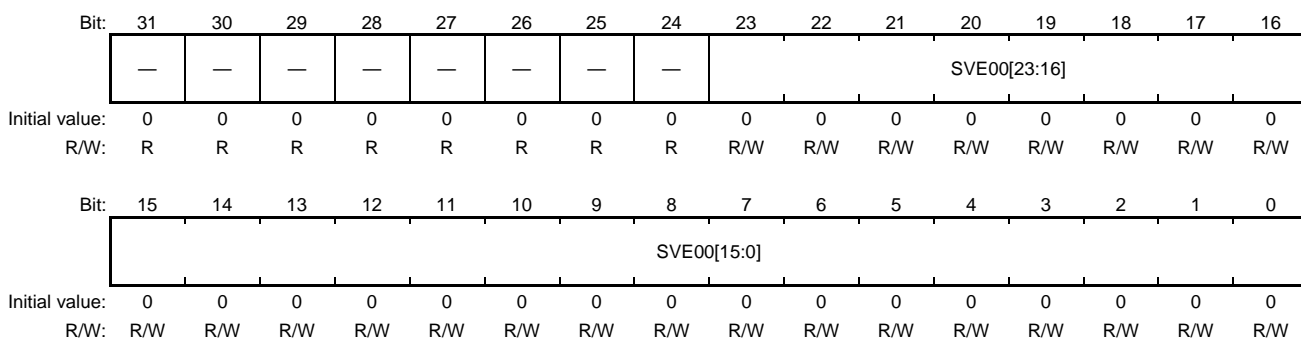 Bit: 31 30 29 28 27 26 25 24 23 22 21 20 19 18 17 16
— — — — — — — — SVE00[23:16]
Initial value: 0 0 0 0 0 0 0 0 0 0 0 0 0 0 0 0
R/W: R R R R R R R R R/W R/W R/W R/W R/W R/W R/W R/W
Bit: 15 14 13 12 11 10 9 8 7 6 5 4 3 2 1 0
SVE00[15:0]
Initial value: 0 0 0 0 0 0 0 0 0 0 0 0 0 0 0 0
R/W: R/W R/W R/W R/W R/W R/W R/W R/W R/W R/W R/W R/W R/W R/W R/W R/W